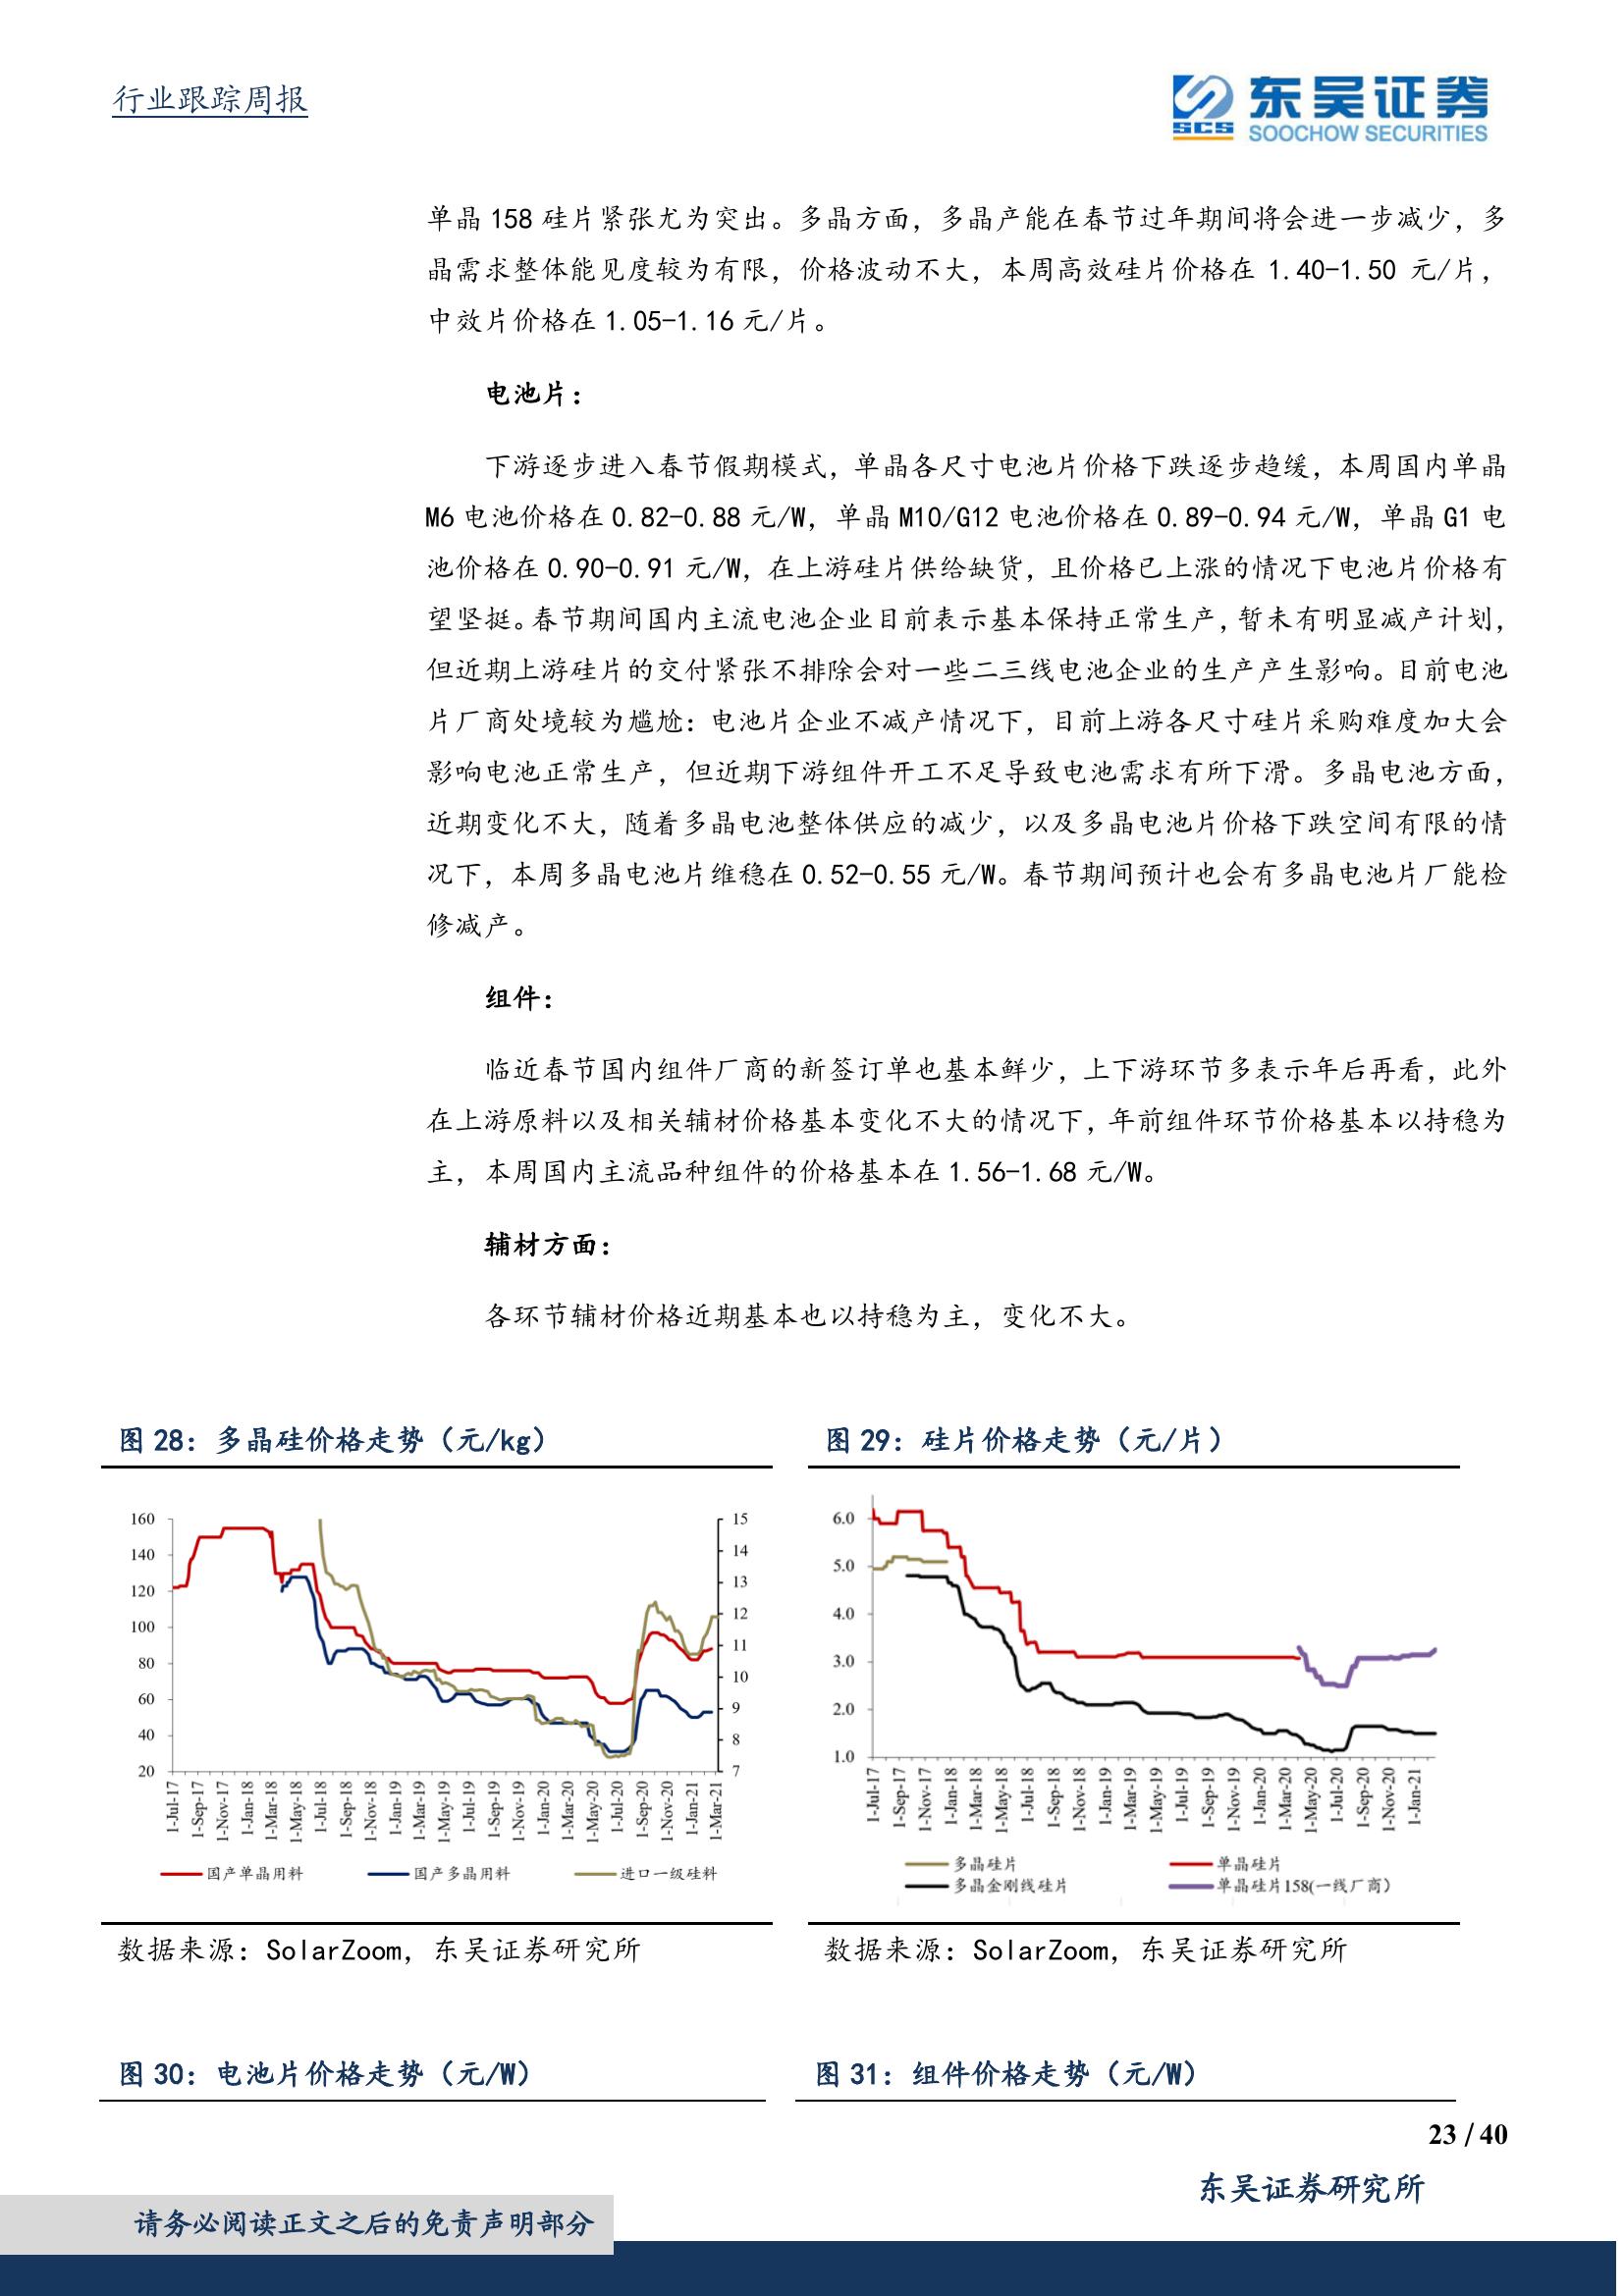 行业跟踪周报
东吴证券
SCS
SOOCHOW SECURITIES
单晶 158 硅片紧张尤为突出。多晶方面，多晶产能在春节过年期间将会进一步减少，多
晶需求整体能见度较为有限，价格波动不大，本周高效硅片价格在 1.40-1.50 元/片，
中效片价格在 1.05-1.16 元/片。
电池片：
下游逐步进入春节假期模式，单晶各尺寸电池片价格下跌逐步趋缓，本周国内单晶
M6 电池价格在 0.82-0.88 元/W，单晶 M10/G12 电池价格在 0.89-0.94 元/W，单晶 G1 电
池价格在 0.90-0.91 元/W，在上游硅片供给缺货，且价格已上涨的情况下电池片价格有
望坚挺。春节期间国内主流电池企业目前表示基本保持正常生产，暂未有明显减产计划，
但近期上游硅片的交付紧张不排除会对一些二三线电池企业的生产产生影响。目前电池
片厂商处境较为尴尬：电池片企业不减产情况下，目前上游各尺寸硅片采购难度加大会
影响电池正常生产，但近期下游组件开工不足导致电池需求有所下滑。多晶电池方面，
近期变化不大，随着多晶电池整体供应的减少，以及多晶电池片价格下跌空间有限的情
况下，本周多晶电池片维稳在 0.52-0.55 元/W。春节期间预计也会有多晶电池片厂能检
修减产。
组件：
临近春节国内组件厂商的新签订单也基本鲜少，上下游环节多表示年后再看，此外
在上游原料以及相关辅材价格基本变化不大的情况下，年前组件环节价格基本以持稳为
主，本周国内主流品种组件的价格基本在 1.56-1.68 元/W。
辅材方面：
各环节辅材价格近期基本也以持稳为主，变化不大。
图 28：多晶硅价格走势（元/kg）
160
140
120
100
80
60
40
20
15
14
13
12
11
10
9
8
7
1-Jul-17
1-Sep-17
1-Nov-17
1-Jan-18
1-Mar-18
1-May-18
1-Jul-18
1-Sep-18
1-Nov-18
1-Jan-19
1-Mar-19
1-May-19
1-Jul-19
1-Sep-19
1-Nov-19
1-Jan-20
1-Mar-20
1-May-20
1-Jul-20
1-Sep-20
1-Nov-20
1-Jan-21
1-Mar-21
国产单晶用料 国产多晶用料 进口一级硅料
数据来源：SolarZoom，东吴证券研究所
图 29：硅片价格走势（元/片）
6.0
5.0
4.0
3.0
2.0
1.0
1-Jul-17
1-Sep-17
1-Nov-17
1-Jan-18
1-Mar-18
1-May-18
1-Jul-18
1-Sep-18
1-Nov-18
1-Jan-19
1-Mar-19
1-May-19
1-Jul-19
1-Sep-19
1-Nov-19
1-Jan-20
1-Mar-20
1-May-20
1-Jul-20
1-Sep-20
1-Nov-20
1-Jan-21
多晶硅片 单晶硅片
多晶金刚线硅片 单晶硅片158(一线厂商）
数据来源：SolarZoom，东吴证券研究所
图 30：电池片价格走势（元/W）
图 31：组件价格走势（元/W）
23 / 40
东吴证券研究所
请务必阅读正文之后的免责声明部分